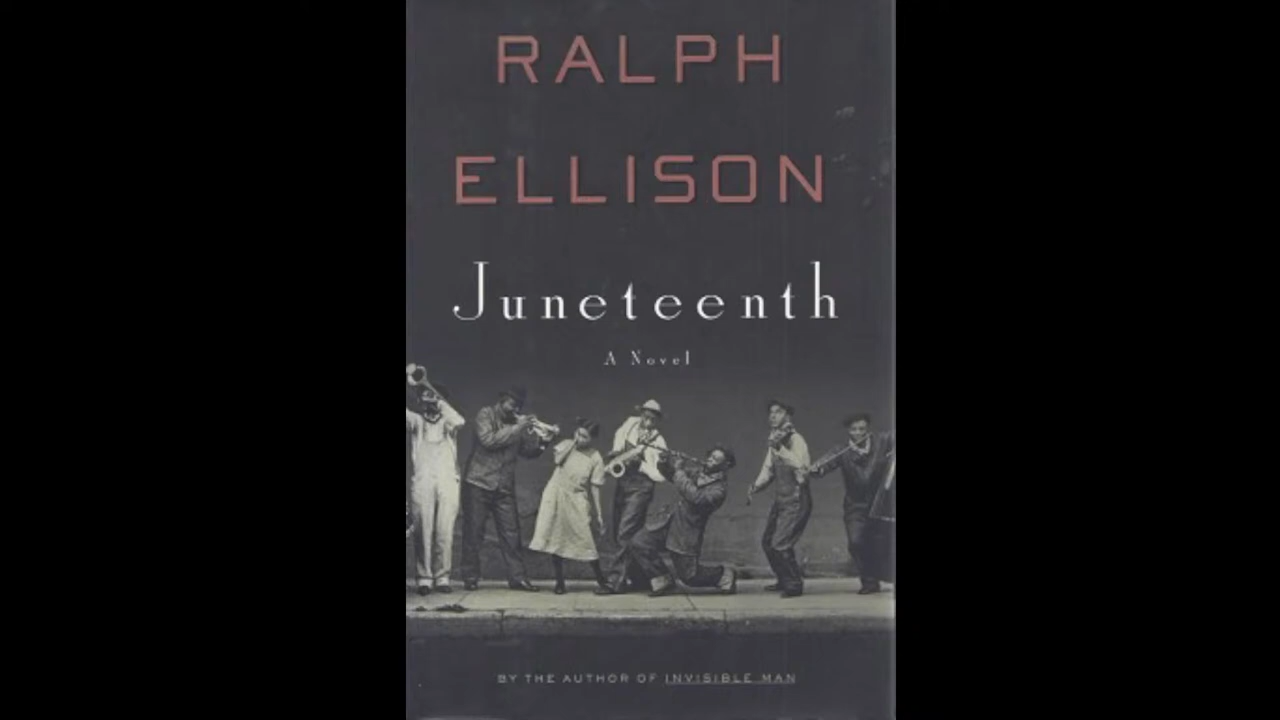 RALPH
ELLISON
Juneteenth
A Novel
BY THE AUTHOR OF INVISIBLE MAN